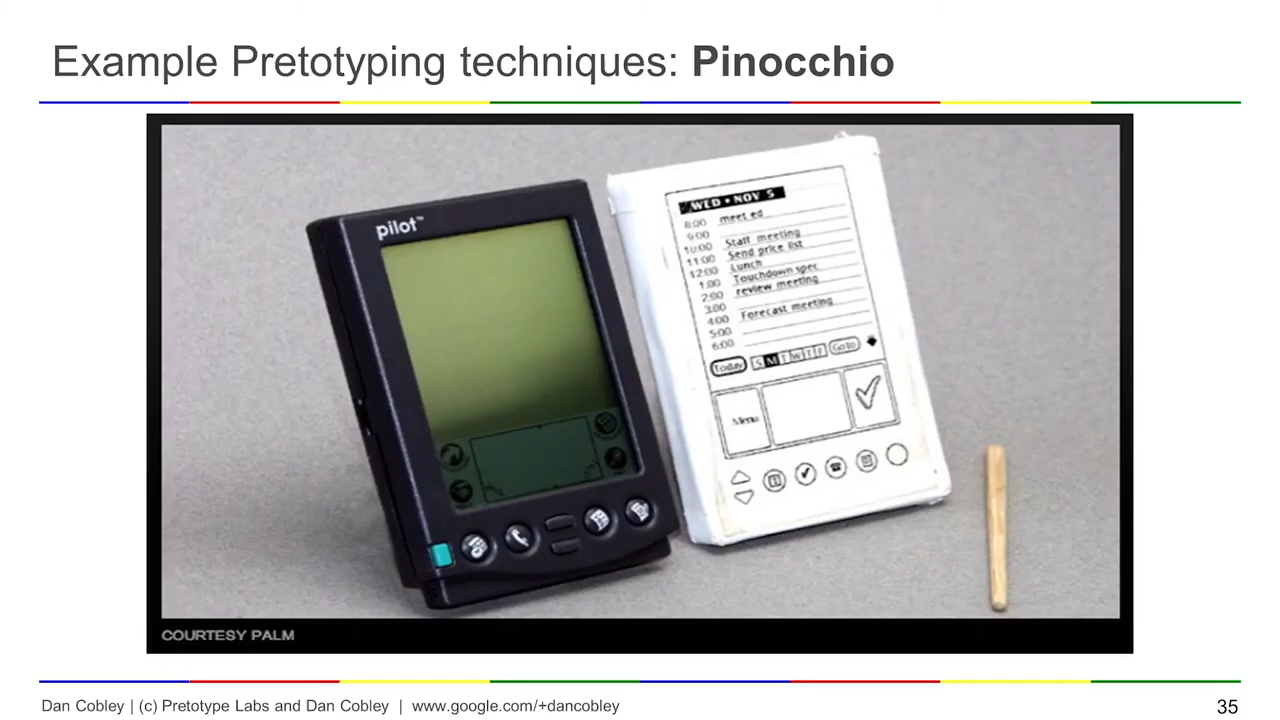 Example Pretotyping techniques: Pinocchio
pilot™
WED • NOV 5
8:00 meet ed
9:00
10:00 Staff meeting
11:00 Send price list
12:00 Lunch
1:00 Touchdown spec
2:00 review meeting
3:00
4:00 Forecast meeting
5:00
6:00
Today S M T W T F Go to
Menu
COURTESY PALM
Dan Cobley | (c) Pretotype Labs and Dan Cobley | www.google.com/+dancobley
35